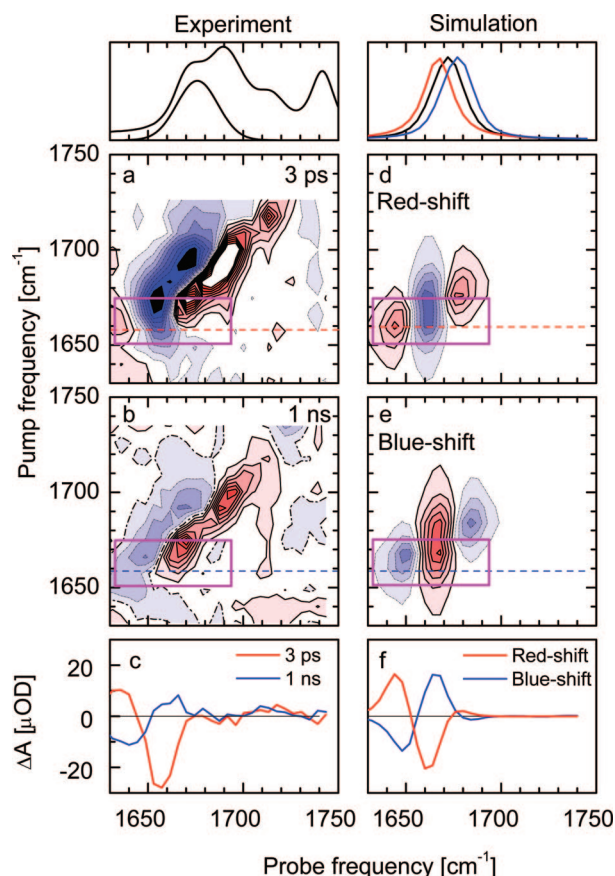 Experiment Simulation
1750 a 3 ps d
Red-shift
1700
1650
Pump frequency [cm⁻¹]
1750 b 1 ns e
Blue-shift
1700
1650
ΔA [µOD]
20 c 3 ps f Red-shift
1 ns Blue-shift
0
-20
1650 1700 1750 1650 1700 1750
Probe frequency [cm⁻¹]